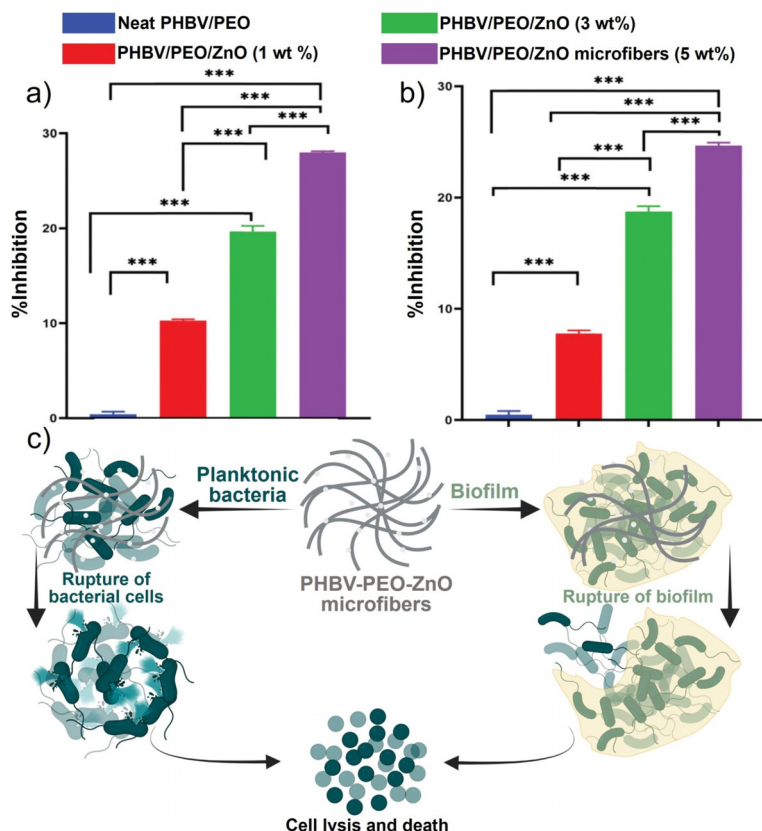 Neat PHBV/PEO
PHBV/PEO/ZnO (3 wt%)
PHBV/PEO/ZnO (1 wt %)
PHBV/PEO/ZnO microfibers (5 wt%)
a)
%Inhibition
30
20
10
0
***
***
***
***
***
***
b)
%Inhibition
30
20
10
0
***
***
***
***
***
***
c)
Planktonic
bacteria
Biofilm
PHBV-PEO-ZnO
microfibers
Rupture of
bacterial cells
Rupture of biofilm
Cell lysis and death